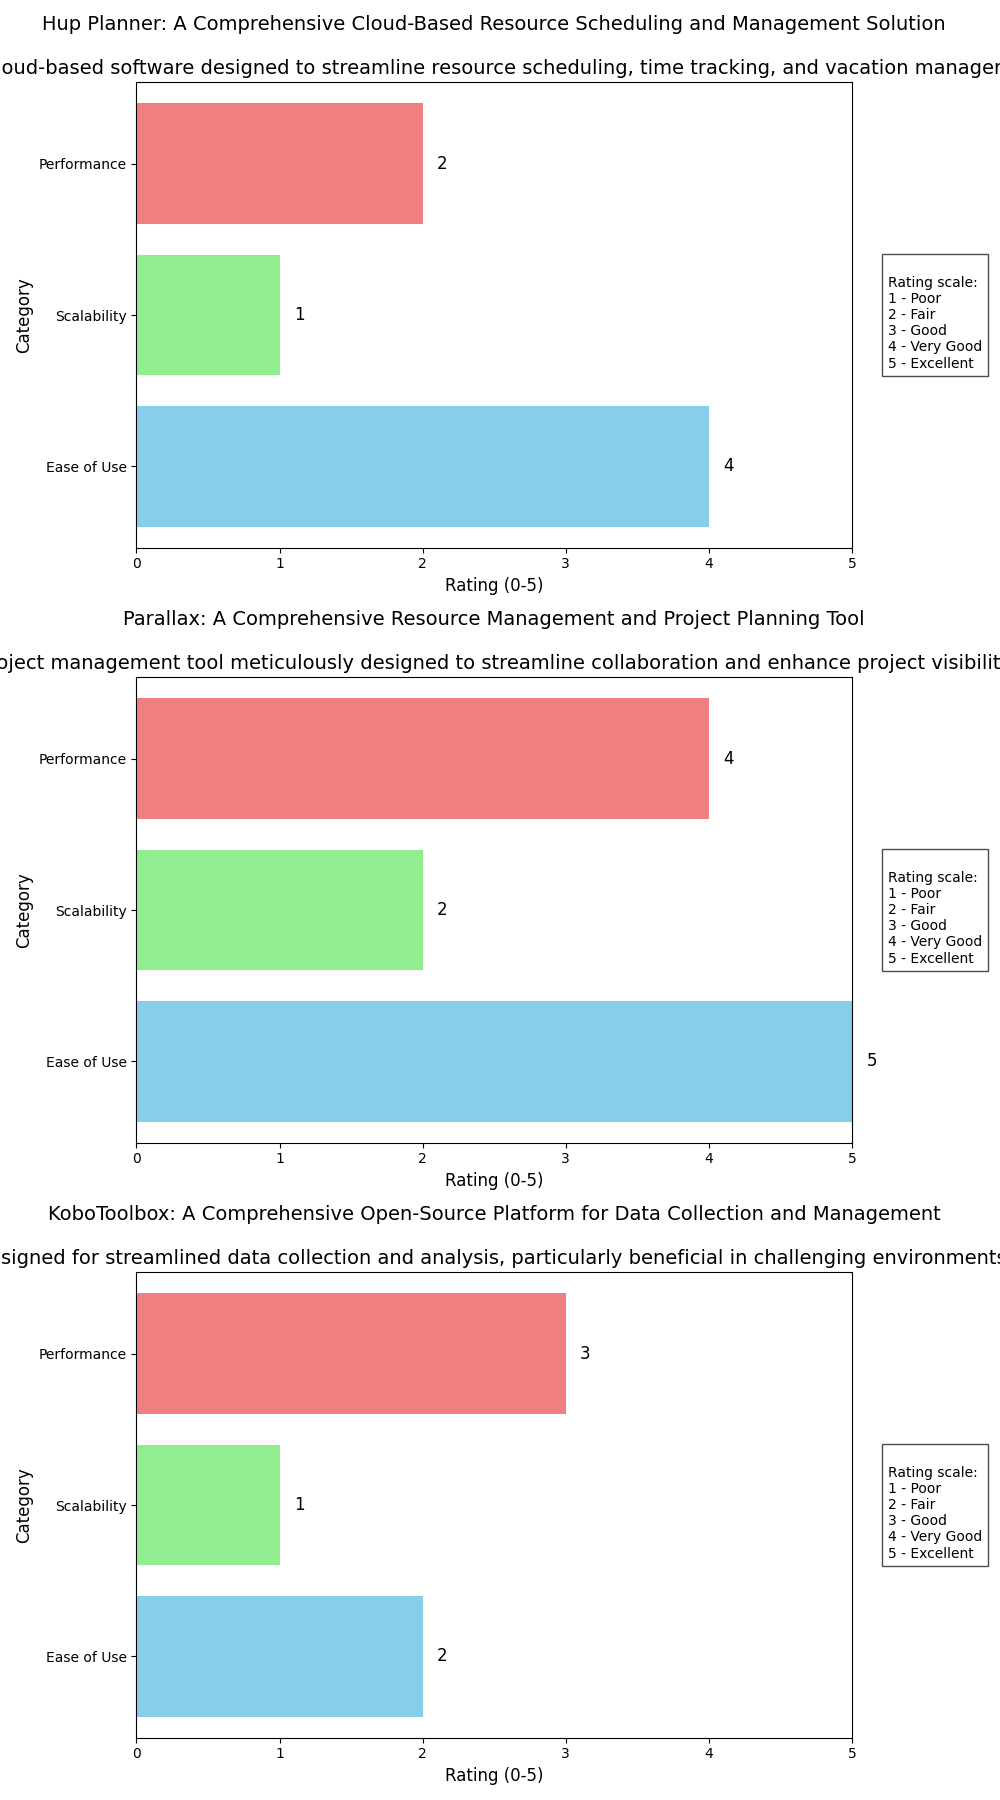 Hup Planner: A Comprehensive Cloud-Based Resource Scheduling and Management Solution
oud-based software designed to streamline resource scheduling, time tracking, and vacation manager
Performance
2
Scalability
1
Ease of Use
4
Category
0 1 2 3 4 5
Rating (0-5)
Rating scale:
1 - Poor
2 - Fair
3 - Good
4 - Very Good
5 - Excellent
Parallax: A Comprehensive Resource Management and Project Planning Tool
oject management tool meticulously designed to streamline collaboration and enhance project visibilit
Performance
4
Scalability
2
Ease of Use
5
Category
0 1 2 3 4 5
Rating (0-5)
Rating scale:
1 - Poor
2 - Fair
3 - Good
4 - Very Good
5 - Excellent
KoboToolbox: A Comprehensive Open-Source Platform for Data Collection and Management
signed for streamlined data collection and analysis, particularly beneficial in challenging environments
Performance
3
Scalability
1
Ease of Use
2
Category
0 1 2 3 4 5
Rating (0-5)
Rating scale:
1 - Poor
2 - Fair
3 - Good
4 - Very Good
5 - Excellent